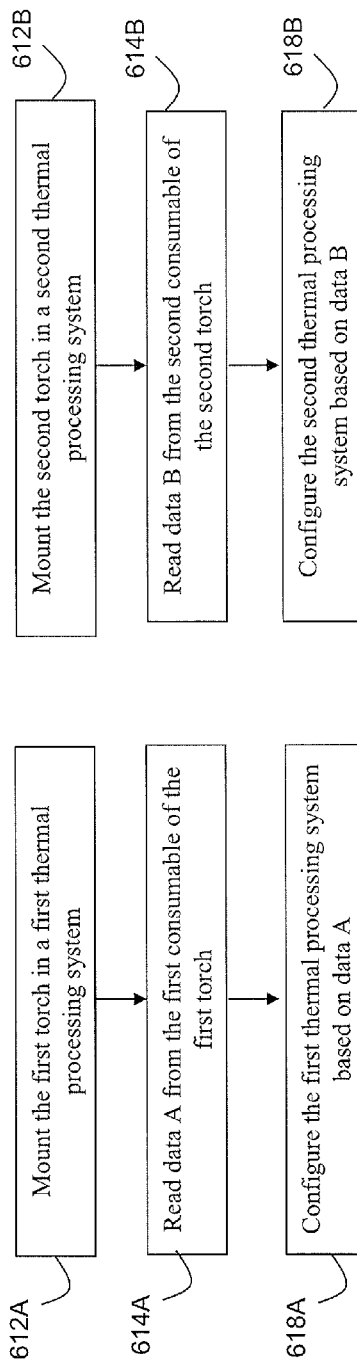 612A
Mount the first torch in a first thermal
processing system
614A
Read data A from the first consumable of the
first torch
618A
Configure the first thermal processing system
based on data A
612B
Mount the second torch in a second thermal
processing system
614B
Read data B from the second consumable of
the second torch
618B
Configure the second thermal processing
system based on data B